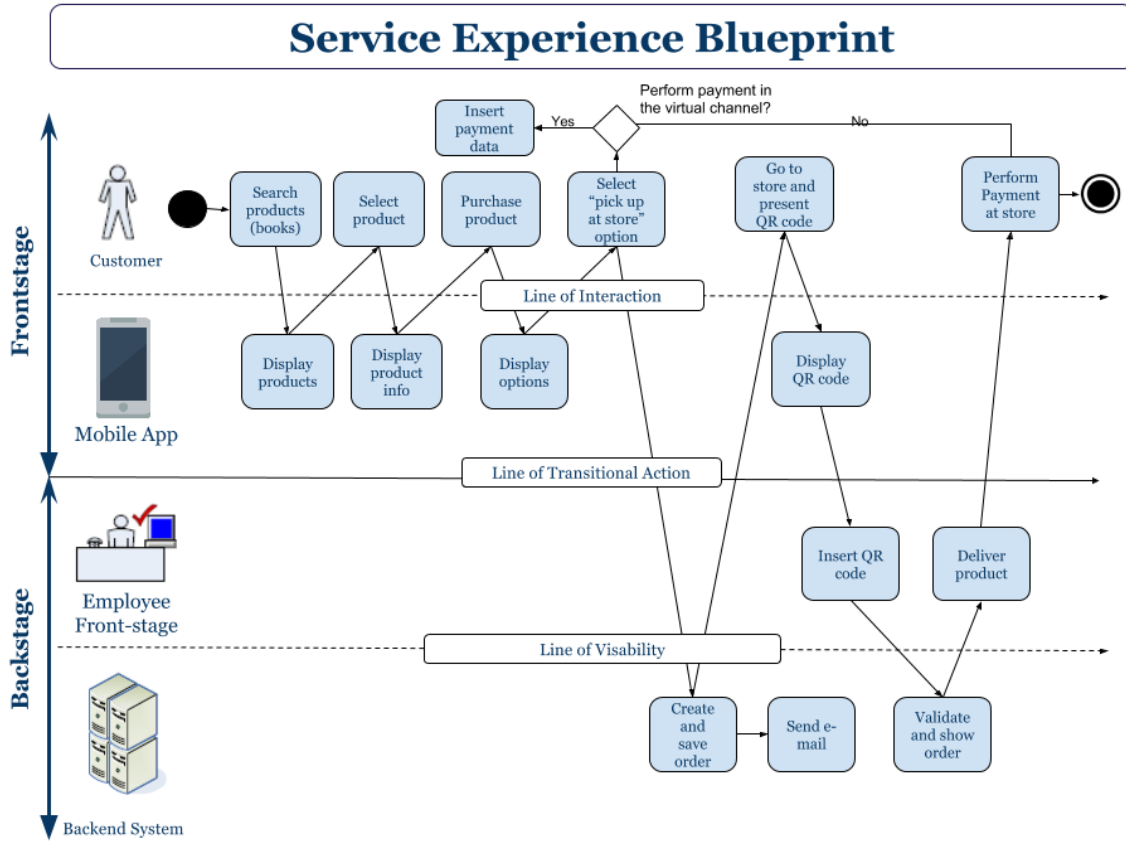 Service Experience Blueprint
Perform payment in
the virtual channel?
Insert
payment
data
Yes
No
Frontstage
Customer
Search
products
(books)
Select
product
Purchase
product
Select
“pick up
at store”
option
Go to
store and
present
QR code
Perform
Payment
at store
Line of Interaction
Mobile App
Display
products
Display
product
info
Display
options
Display
QR code
Line of Transitional Action
Backstage
Employee
Front-stage
Insert QR
code
Deliver
product
Line of Visability
Backend System
Create
and
save
order
Send e-
mail
Validate
and show
order